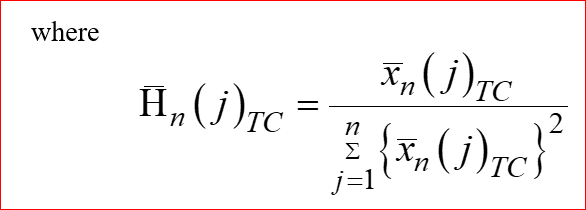 where
H̅ₙ(j)_TC = x̅ₙ(j)_TC / Σ_{j=1}^{n} {x̅ₙ(j)_TC}²